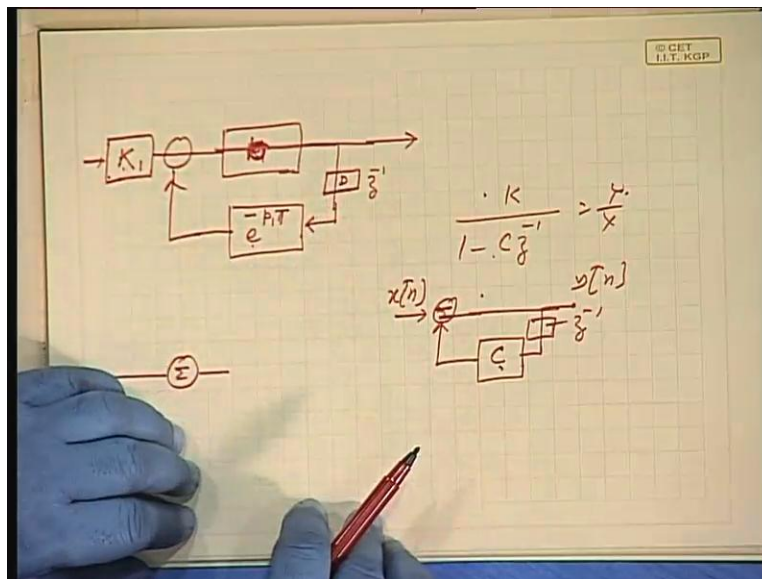 © CET
I.I.T. KGP
K₁
D
z⁻¹
e^{-P₁T}
K
1 - C z⁻¹
= Y/X
x[n]
Σ
y[n]
z⁻¹
C
Σ